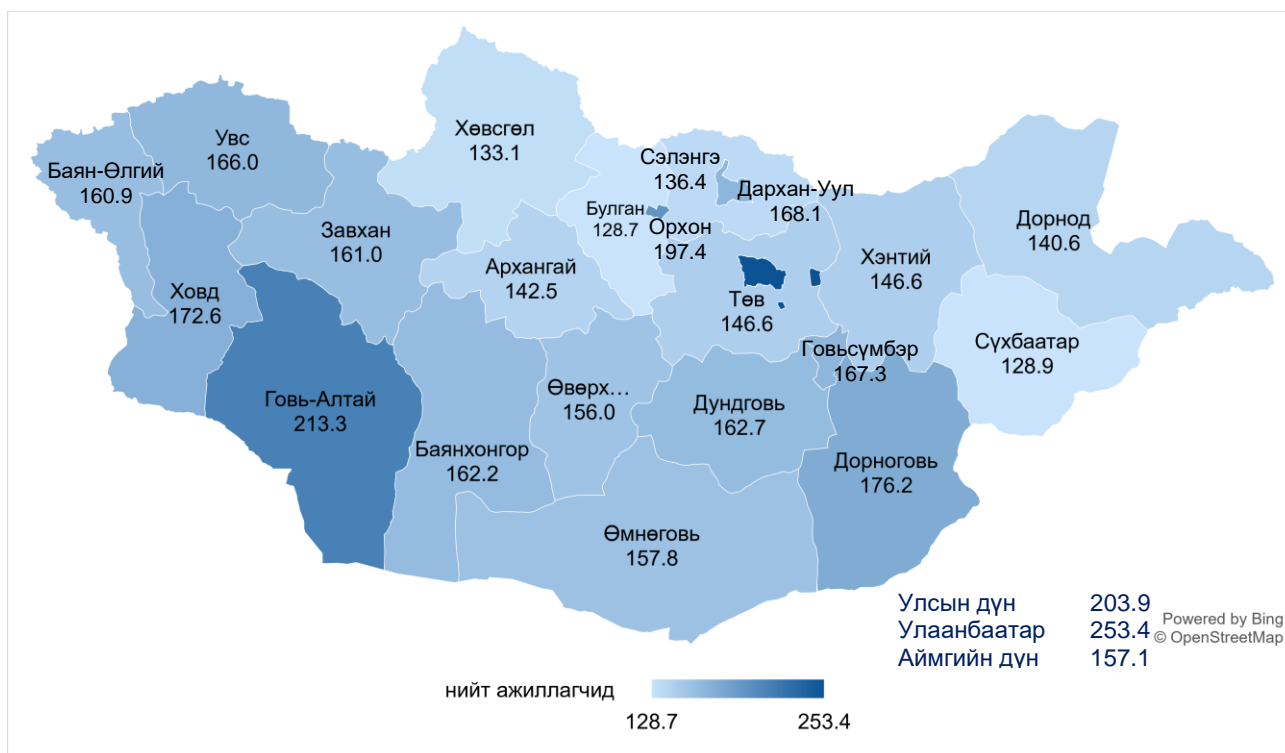 Увс
166.0
Хөвсгөл
133.1
Баян-Өлгий
160.9
Сэлэнгэ
136.4
Дархан-Уул
168.1
Булган
128.7
Орхон
197.4
Завхан
161.0
Архангай
142.5
Хэнтий
146.6
Дорнод
140.6
Ховд
172.6
Төв
146.6
Говьсүмбэр
167.3
Сүхбаатар
128.9
Говь-Алтай
213.3
Өвөрх…
156.0
Дундговь
162.7
Баянхонгор
162.2
Дорноговь
176.2
Өмнөговь
157.8
Улсын дүн 203.9
Улаанбаатар 253.4
Аймгийн дүн 157.1
Powered by Bing
© OpenStreetMap
нийт ажиллагчид
128.7 253.4